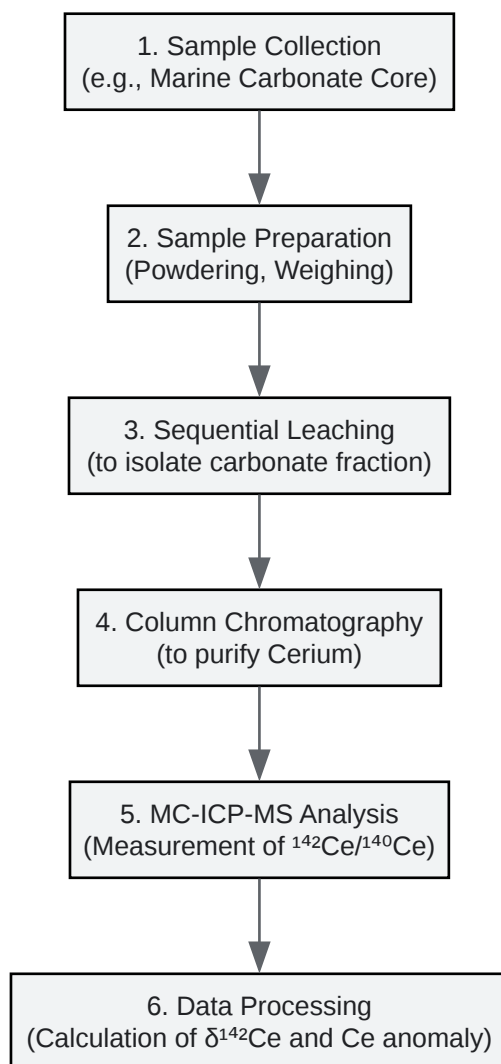 1. Sample Collection
(e.g., Marine Carbonate Core)
2. Sample Preparation
(Powdering, Weighing)
3. Sequential Leaching
(to isolate carbonate fraction)
4. Column Chromatography
(to purify Cerium)
5. MC-ICP-MS Analysis
(Measurement of ¹⁴²Ce/¹⁴⁰Ce)
6. Data Processing
(Calculation of δ¹⁴²Ce and Ce anomaly)